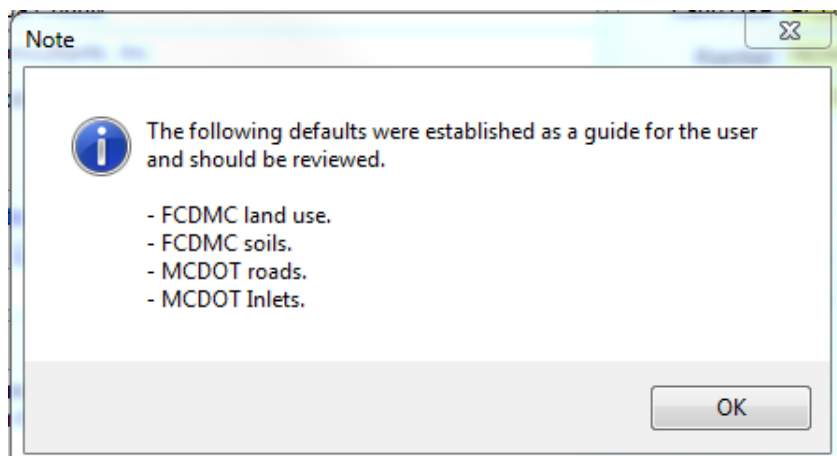 Note
The following defaults were established as a guide for the user
and should be reviewed.
- FCDMC land use.
- FCDMC soils.
- MCDOT roads.
- MCDOT Inlets.
OK